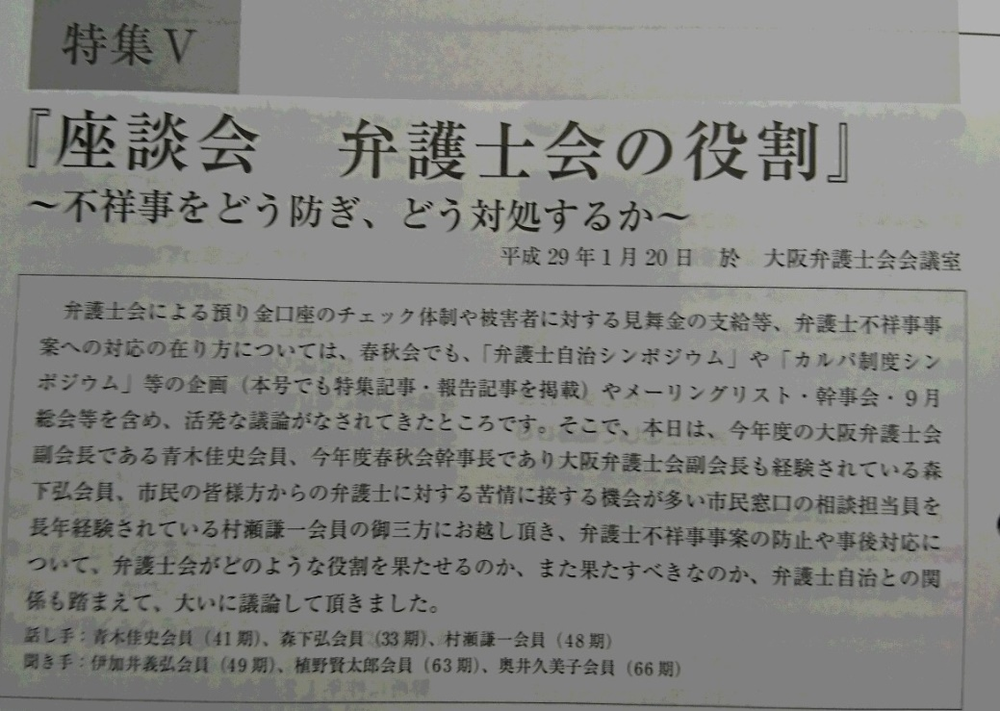 特集Ⅴ
『座談会　弁護士会の役割』
～不祥事をどう防ぎ、どう対処するか～
平成29年1月20日　於　大阪弁護士会会議室
弁護士会による預り金口座のチェック体制や被害者に対する見舞金の支給等、弁護士不祥事事
案への対応の在り方については、春秋会でも、「弁護士自治シンポジウム」や「カルパ制度シン
ポジウム」等の企画（本号でも特集記事・報告記事を掲載）やメーリングリスト・幹事会・９月
総会等を含め、活発な議論がなされてきたところです。そこで、本日は、今年度の大阪弁護士会
副会長である青木佳史会員、今年度春秋会幹事長であり大阪弁護士会副会長も経験されている森
下弘会員、市民の皆様方からの弁護士に対する苦情に接する機会が多い市民窓口の相談担当員を
長年経験されている村瀬謙一会員の御三方にお越し頂き、弁護士不祥事事案の防止や事後対応に
ついて、弁護士会がどのような役割を果たせるのか、また果たすべきなのか、弁護士自治との関
係も踏まえて、大いに議論して頂きました。
話し手：青木佳史会員（41期）、森下弘会員（33期）、村瀬謙一会員（48期）
聞き手：伊加井義弘会員（49期）、植野賢太郎会員（63期）、奥井久美子会員（66期）